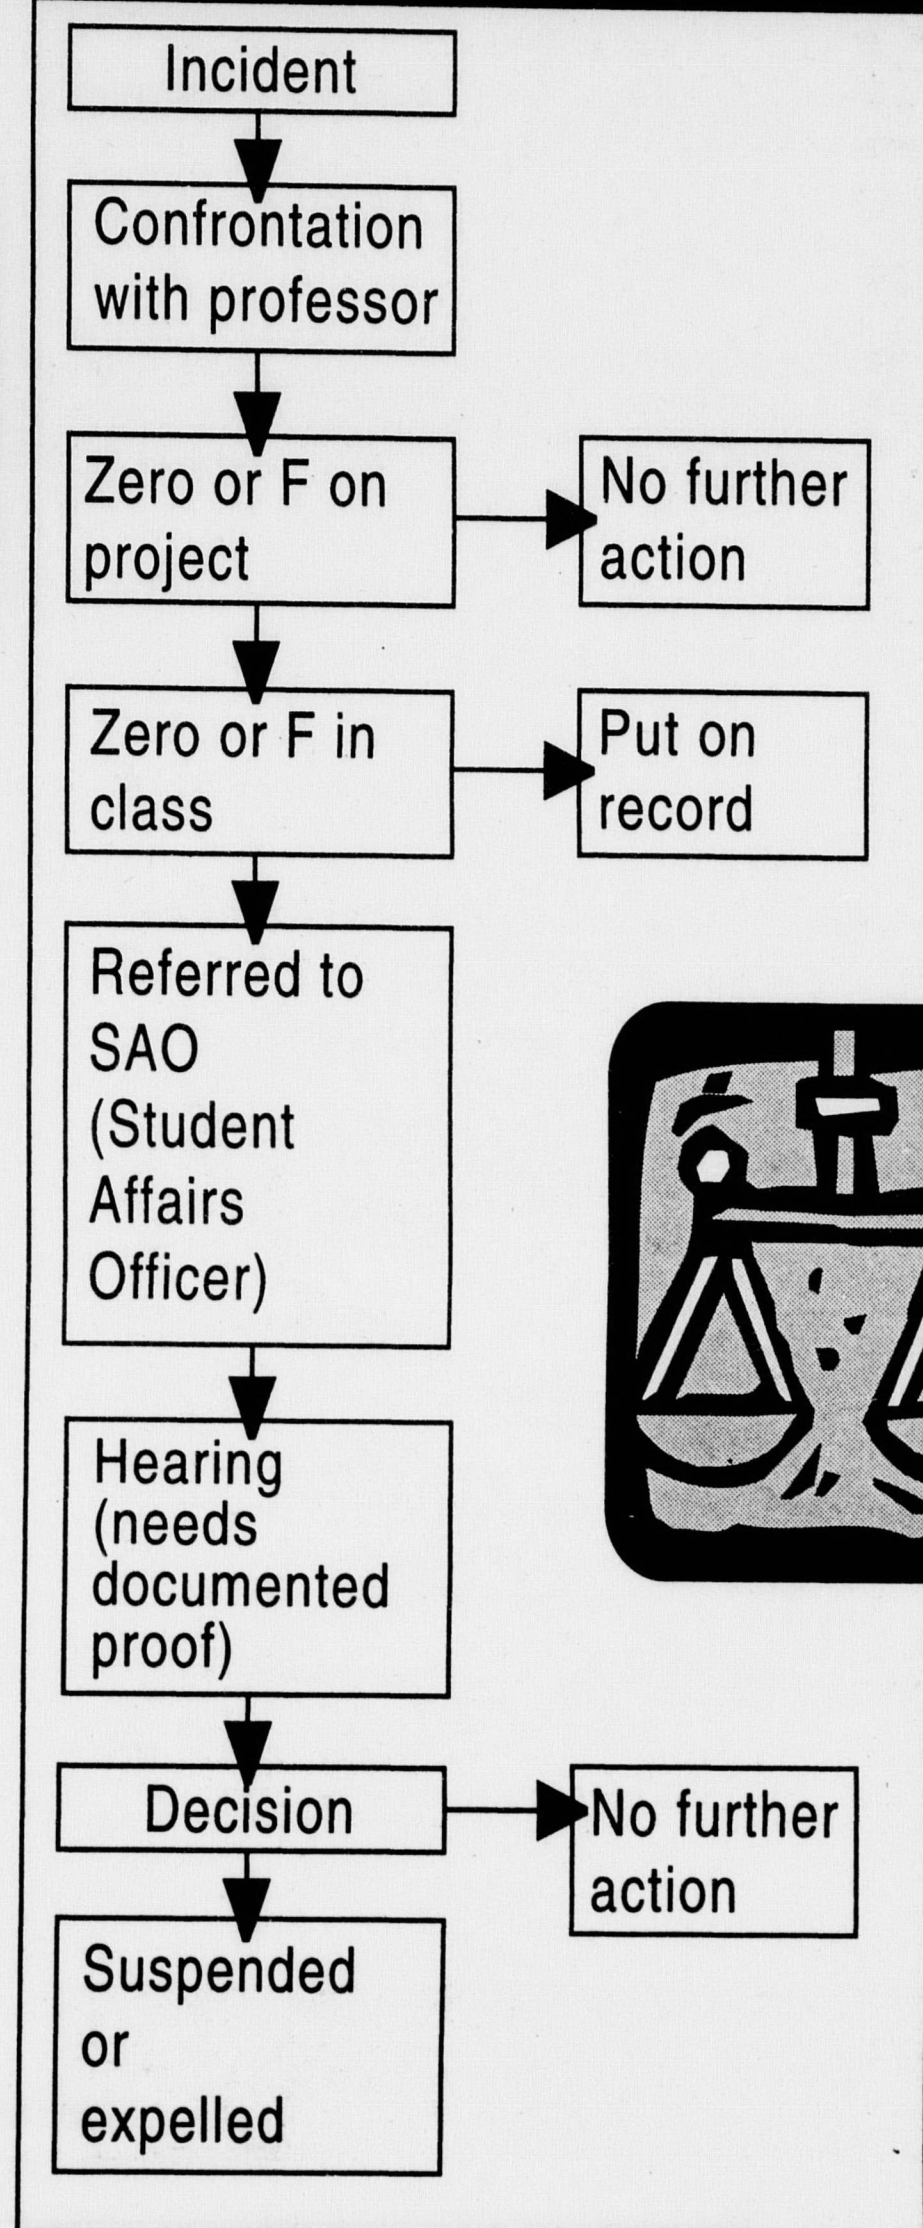 Incident
Confrontation
with professor
Zero or F on
project
No further
action
Zero or F in
class
Put on
record
Referred to
SAO
(Student
Affairs
Officer)
Hearing
(needs
documented
proof)
Decision
No further
action
Suspended
or
expelled